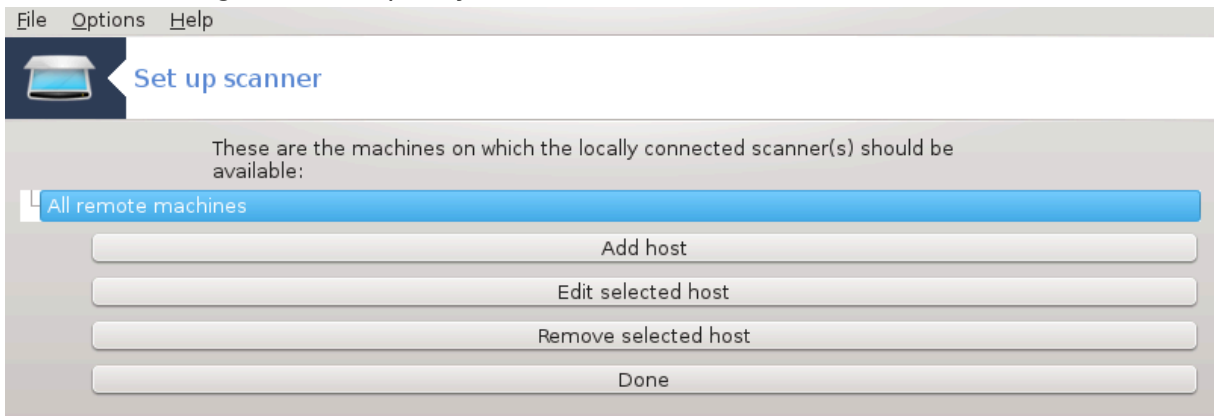 File Options Help
Set up scanner
These are the machines on which the locally connected scanner(s) should be
available:
All remote machines
Add host
Edit selected host
Remove selected host
Done